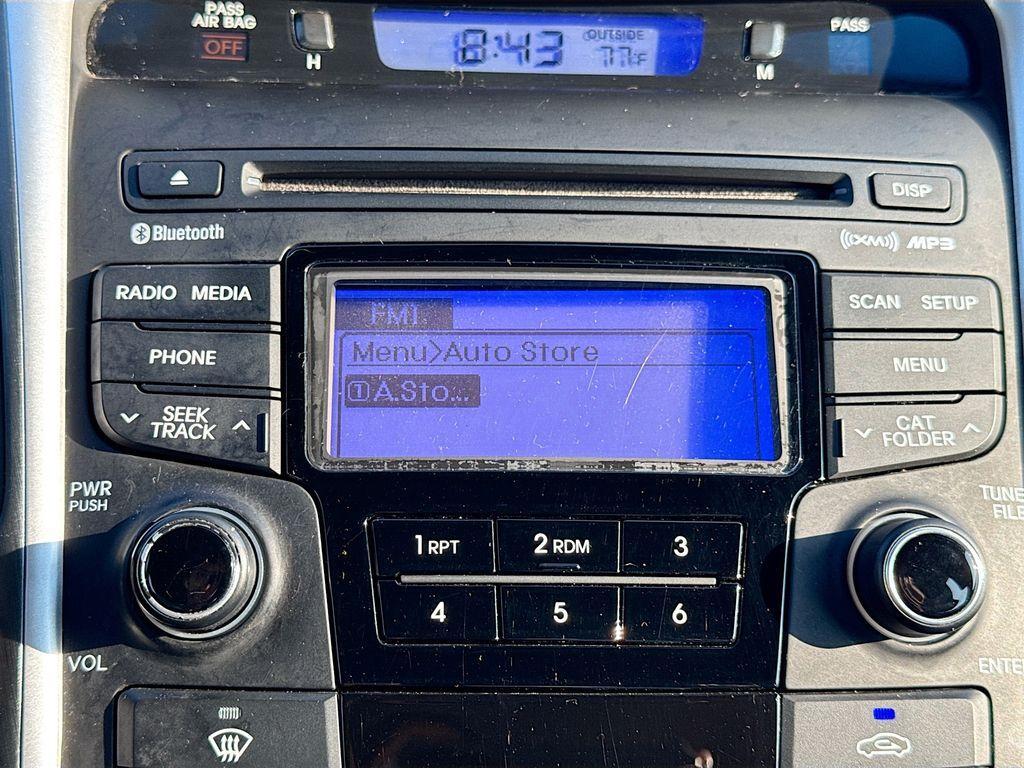 PASS
AIR BAG
OFF
H
8:43
OUTSIDE
77°F
M
PASS
DISP
Bluetooth
XM MP3
RADIO MEDIA
SCAN SETUP
FM1
Menu>Auto Store
①A.Sto...
PHONE
MENU
SEEK
TRACK
CAT
FOLDER
PWR
PUSH
TUNE
FILE
1 RPT
2 RDM
3
4
5
6
VOL
ENTE